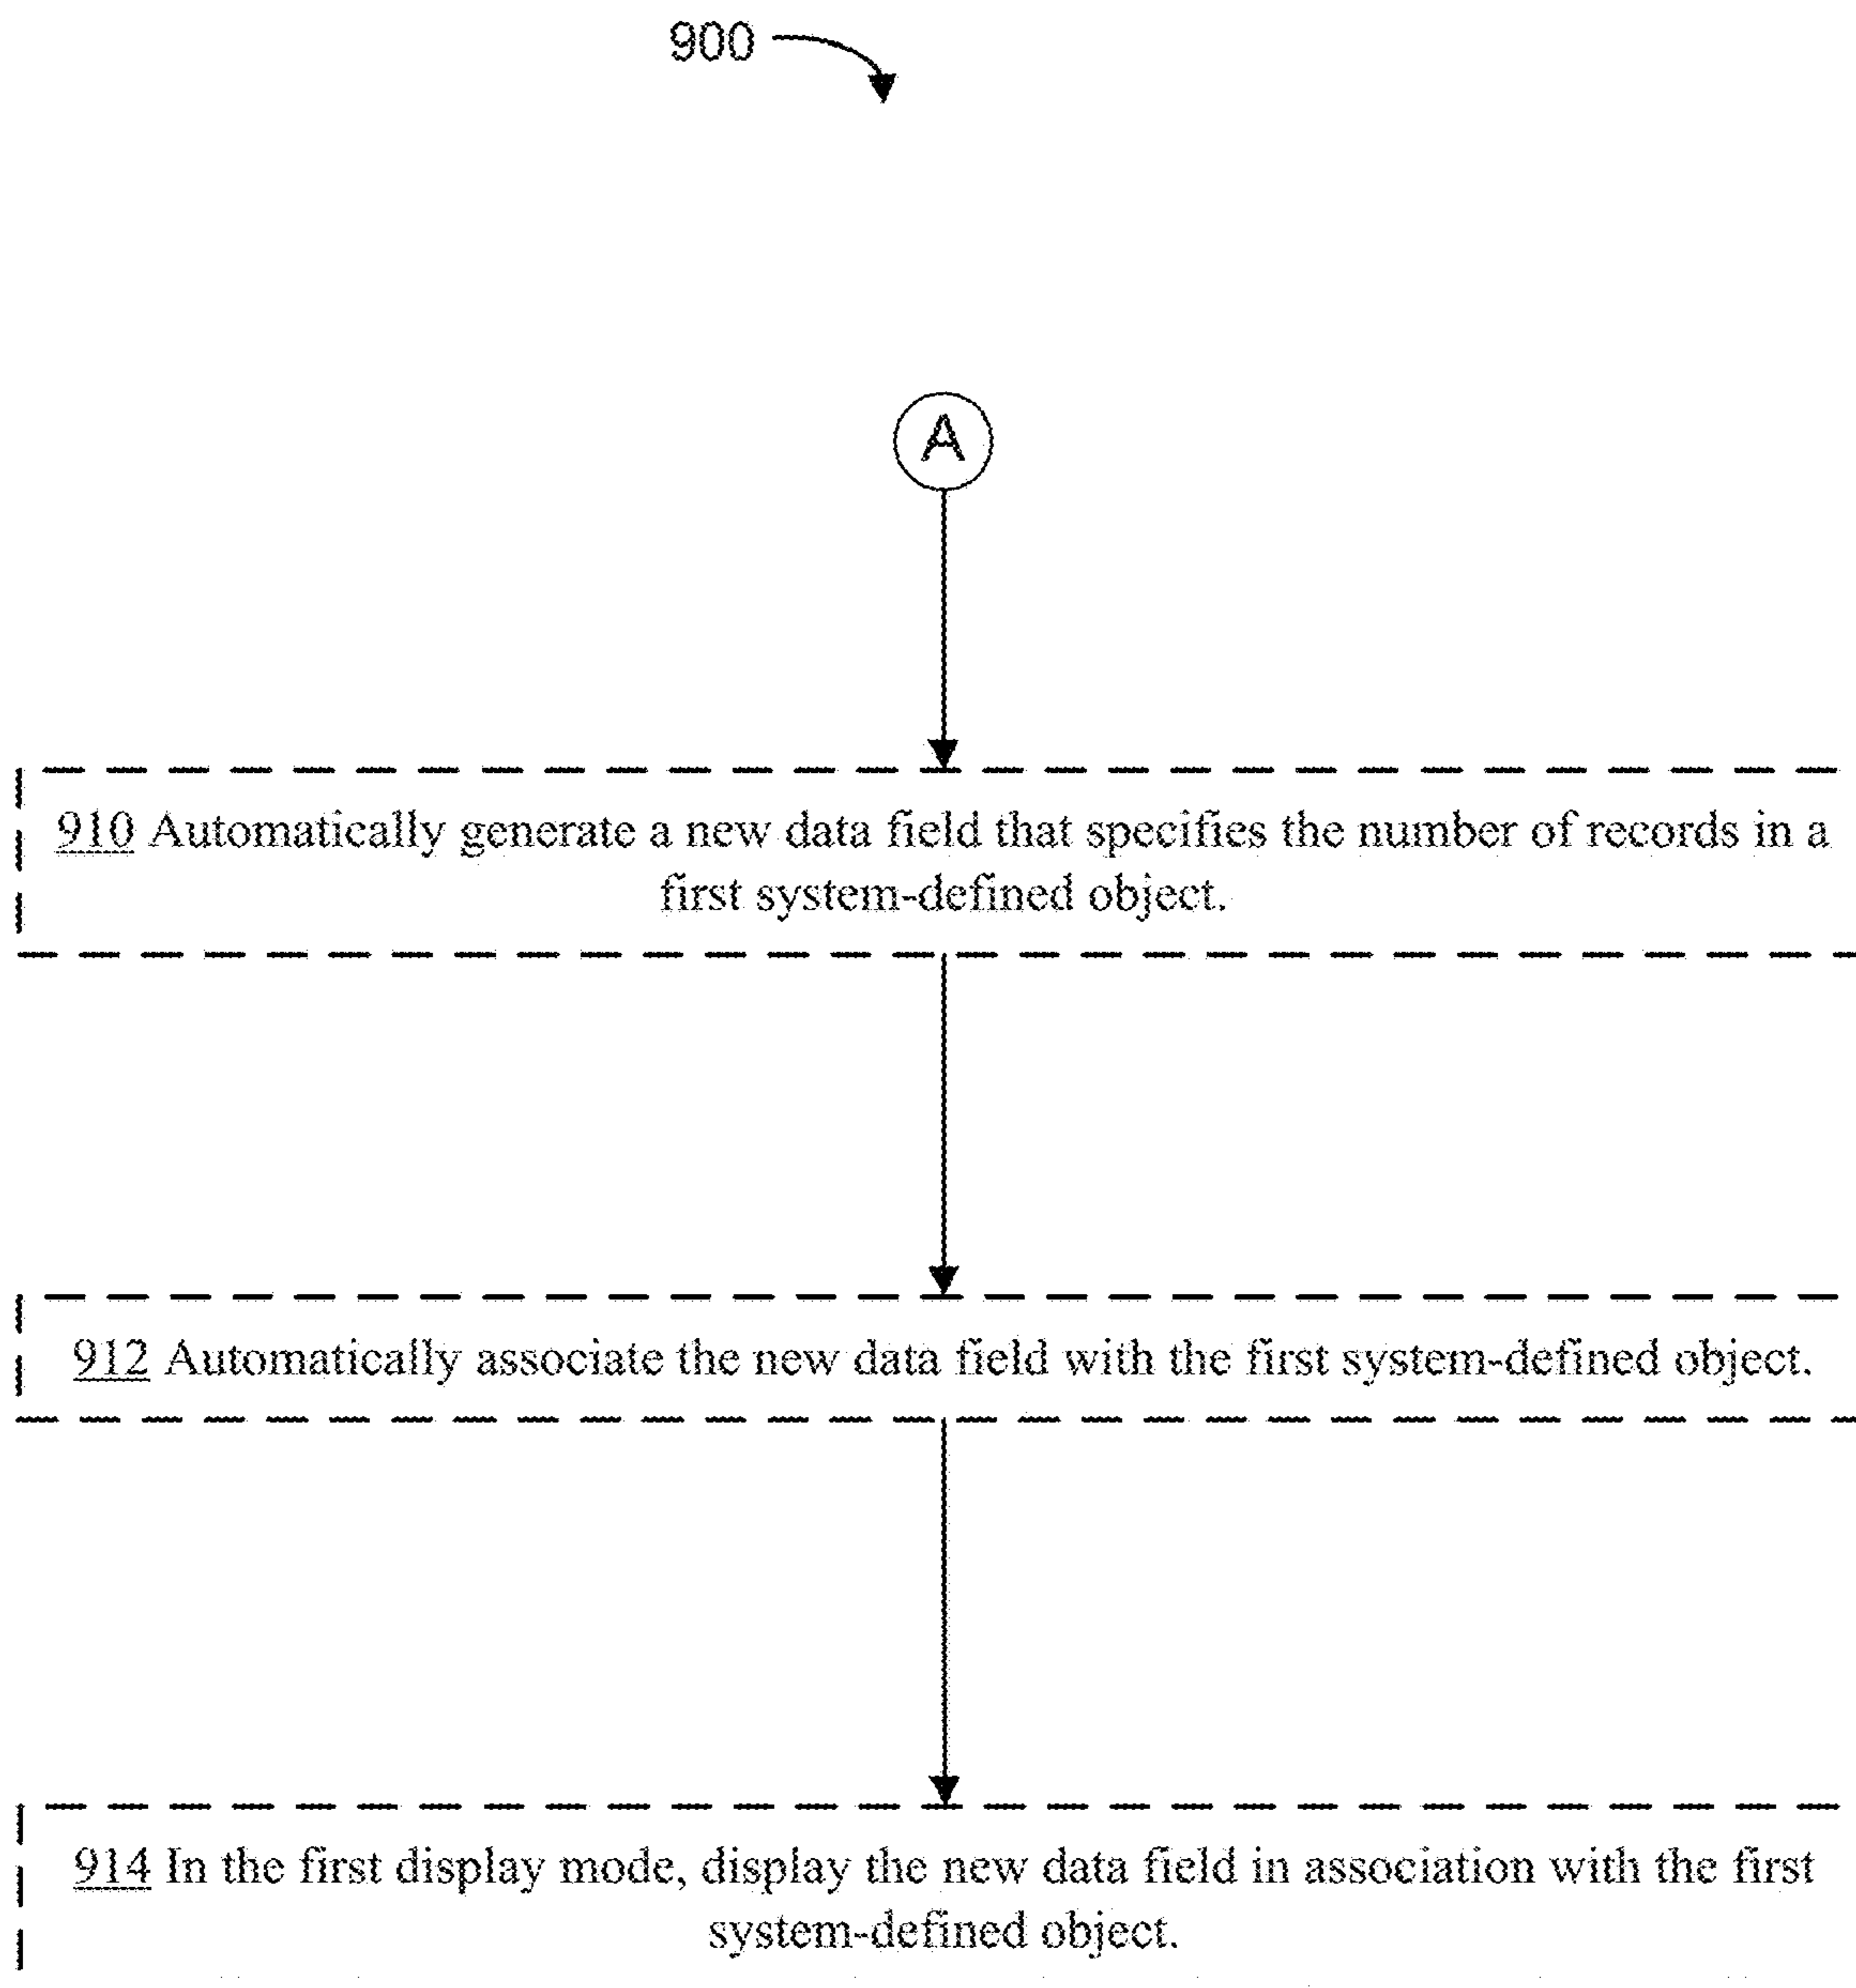 900
A
910 Automatically generate a new data field that specifies the number of records in a
first system-defined object.
912 Automatically associate the new data field with the first system-defined object.
914 In the first display mode, display the new data field in association with the first
system-defined object.